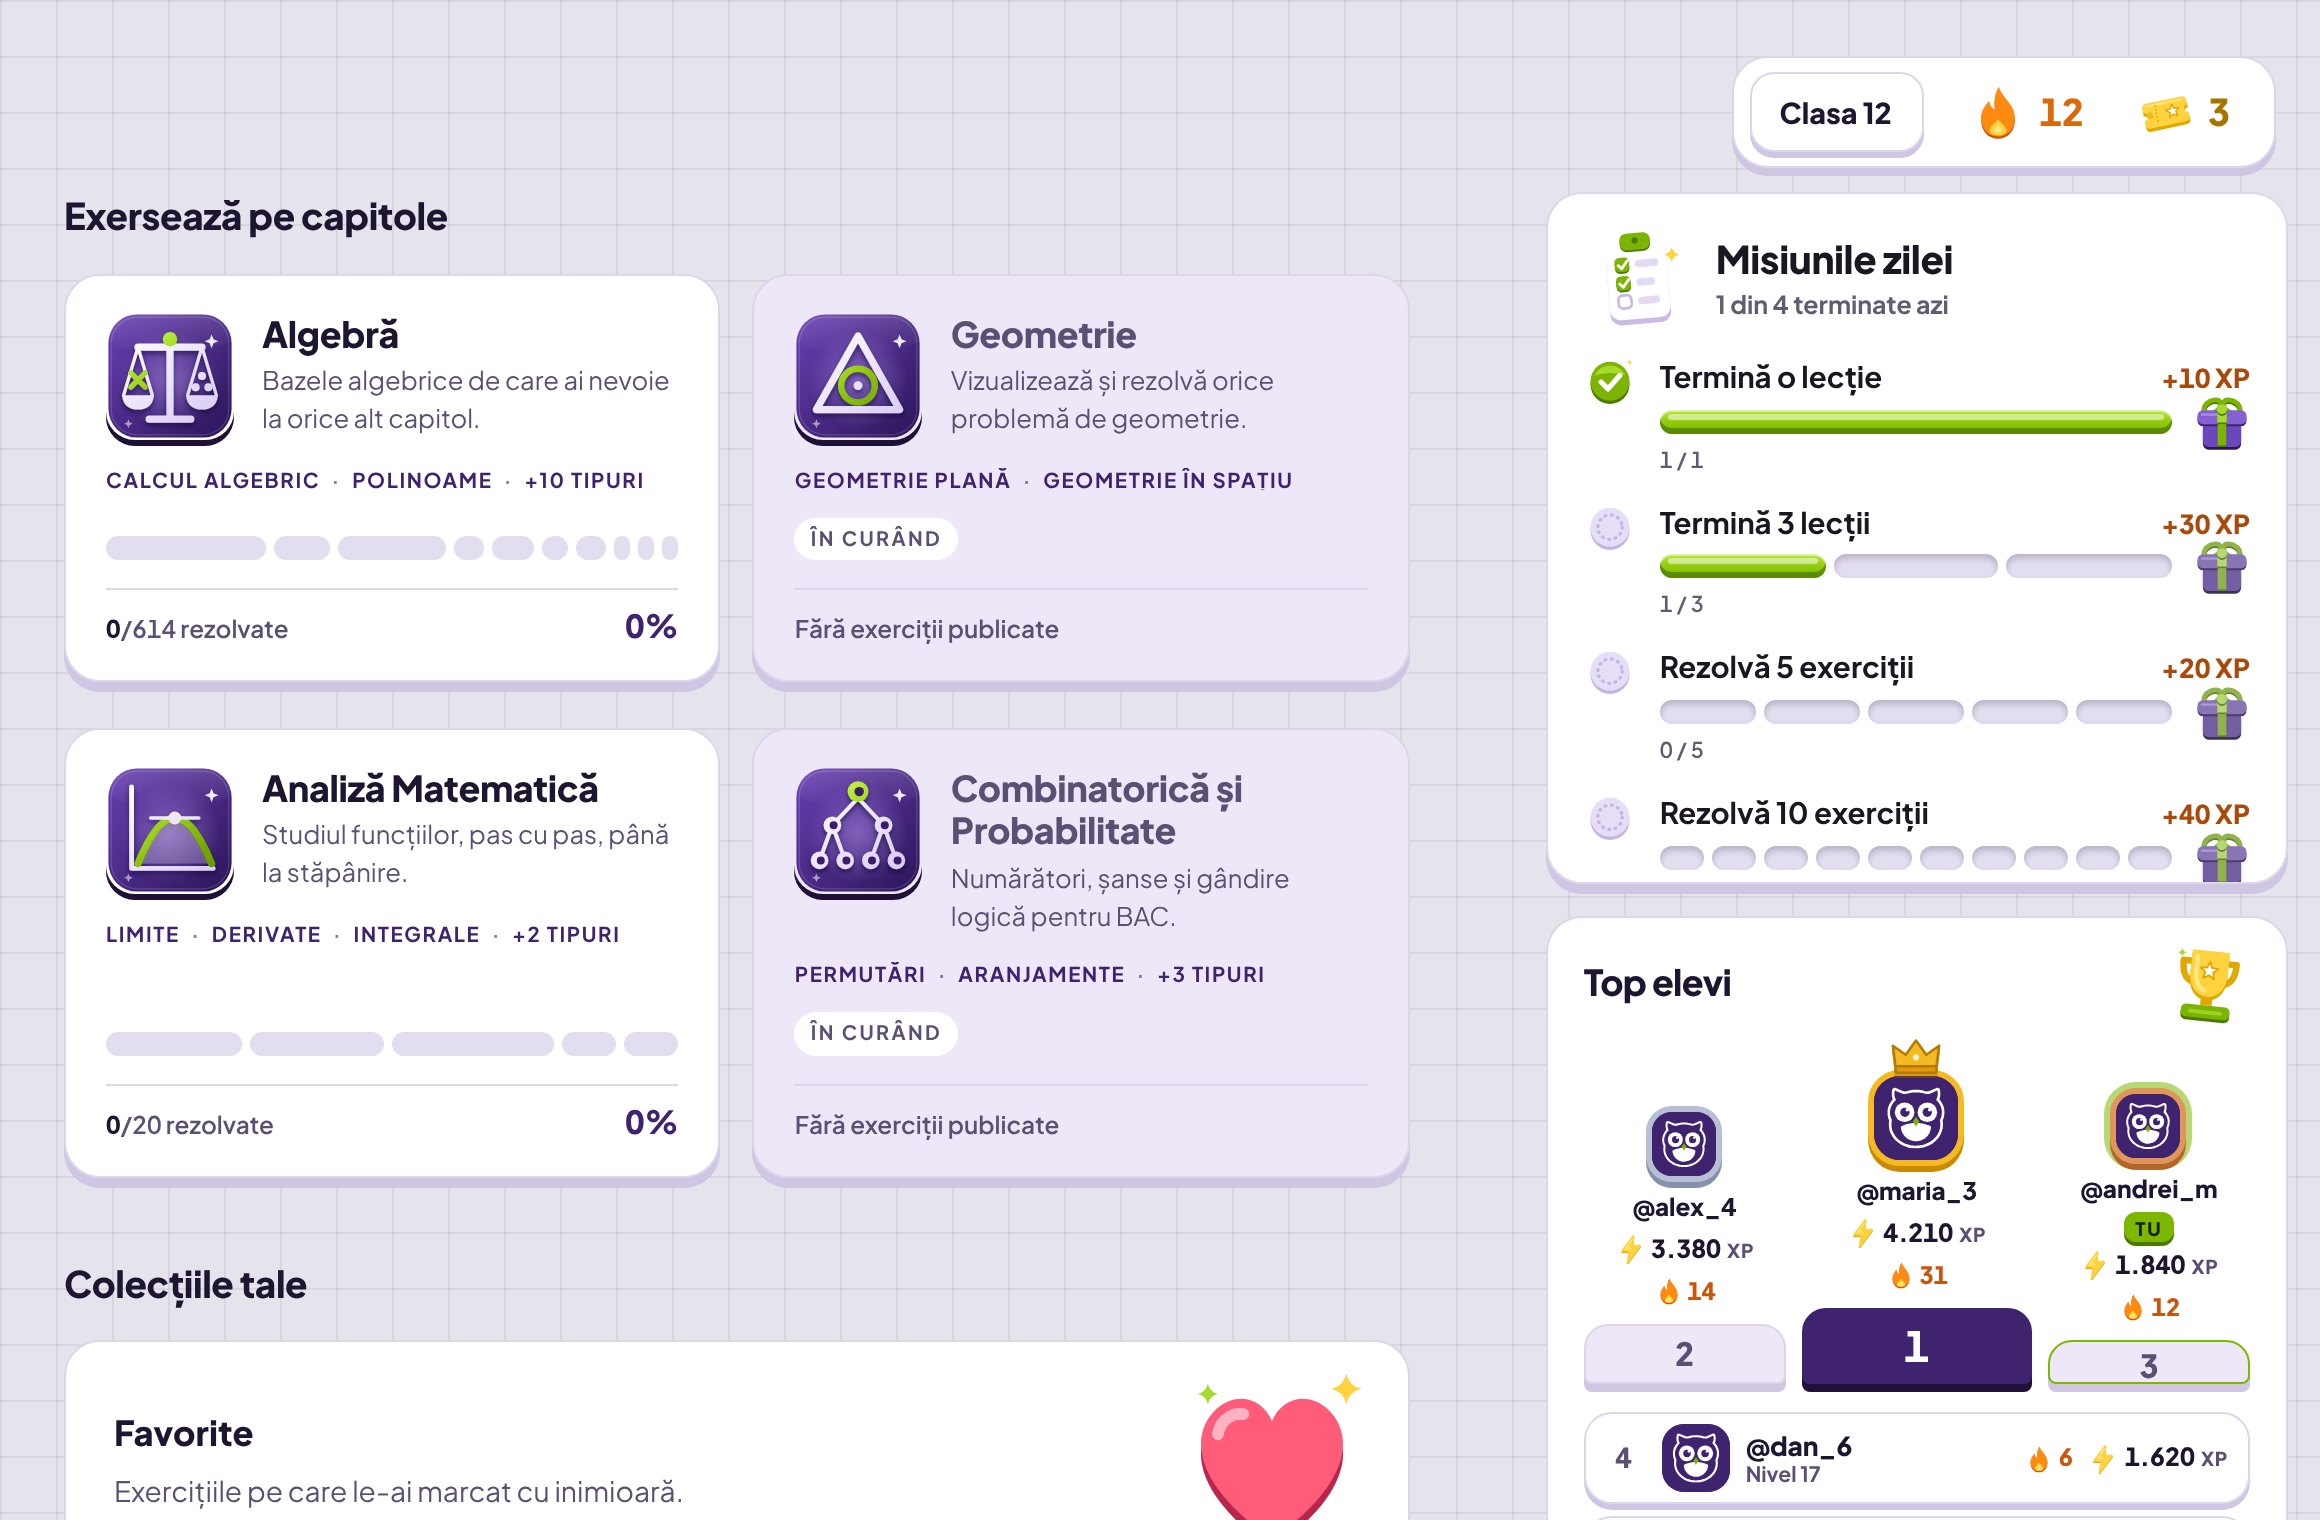 Clasa 12
12
3
Exersează pe capitole
Algebră
Bazele algebrice de care ai nevoie
la orice alt capitol.
CALCUL ALGEBRIC · POLINOAME · +10 TIPURI
0/614 rezolvate
0%
Geometrie
Vizualizează și rezolvă orice
problemă de geometrie.
GEOMETRIE PLANĂ · GEOMETRIE ÎN SPAȚIU
ÎN CURÂND
Fără exerciții publicate
Analiză Matematică
Studiul funcțiilor, pas cu pas, până
la stăpânire.
LIMITE · DERIVATE · INTEGRALE · +2 TIPURI
0/20 rezolvate
0%
Combinatorică și
Probabilitate
Numărători, șanse și gândire
logică pentru BAC.
PERMUTĂRI · ARANJAMENTE · +3 TIPURI
ÎN CURÂND
Fără exerciții publicate
Colecțiile tale
Favorite
Exercițiile pe care le-ai marcat cu inimioară.
Misiunile zilei
1 din 4 terminate azi
Termină o lecție
+10 XP
1 / 1
Termină 3 lecții
+30 XP
1 / 3
Rezolvă 5 exerciții
+20 XP
0 / 5
Rezolvă 10 exerciții
+40 XP
Top elevi
@alex_4
3.380 XP
14
2
@maria_3
4.210 XP
31
1
@andrei_m
TU
1.840 XP
12
3
4
@dan_6
Nivel 17
6
1.620 XP